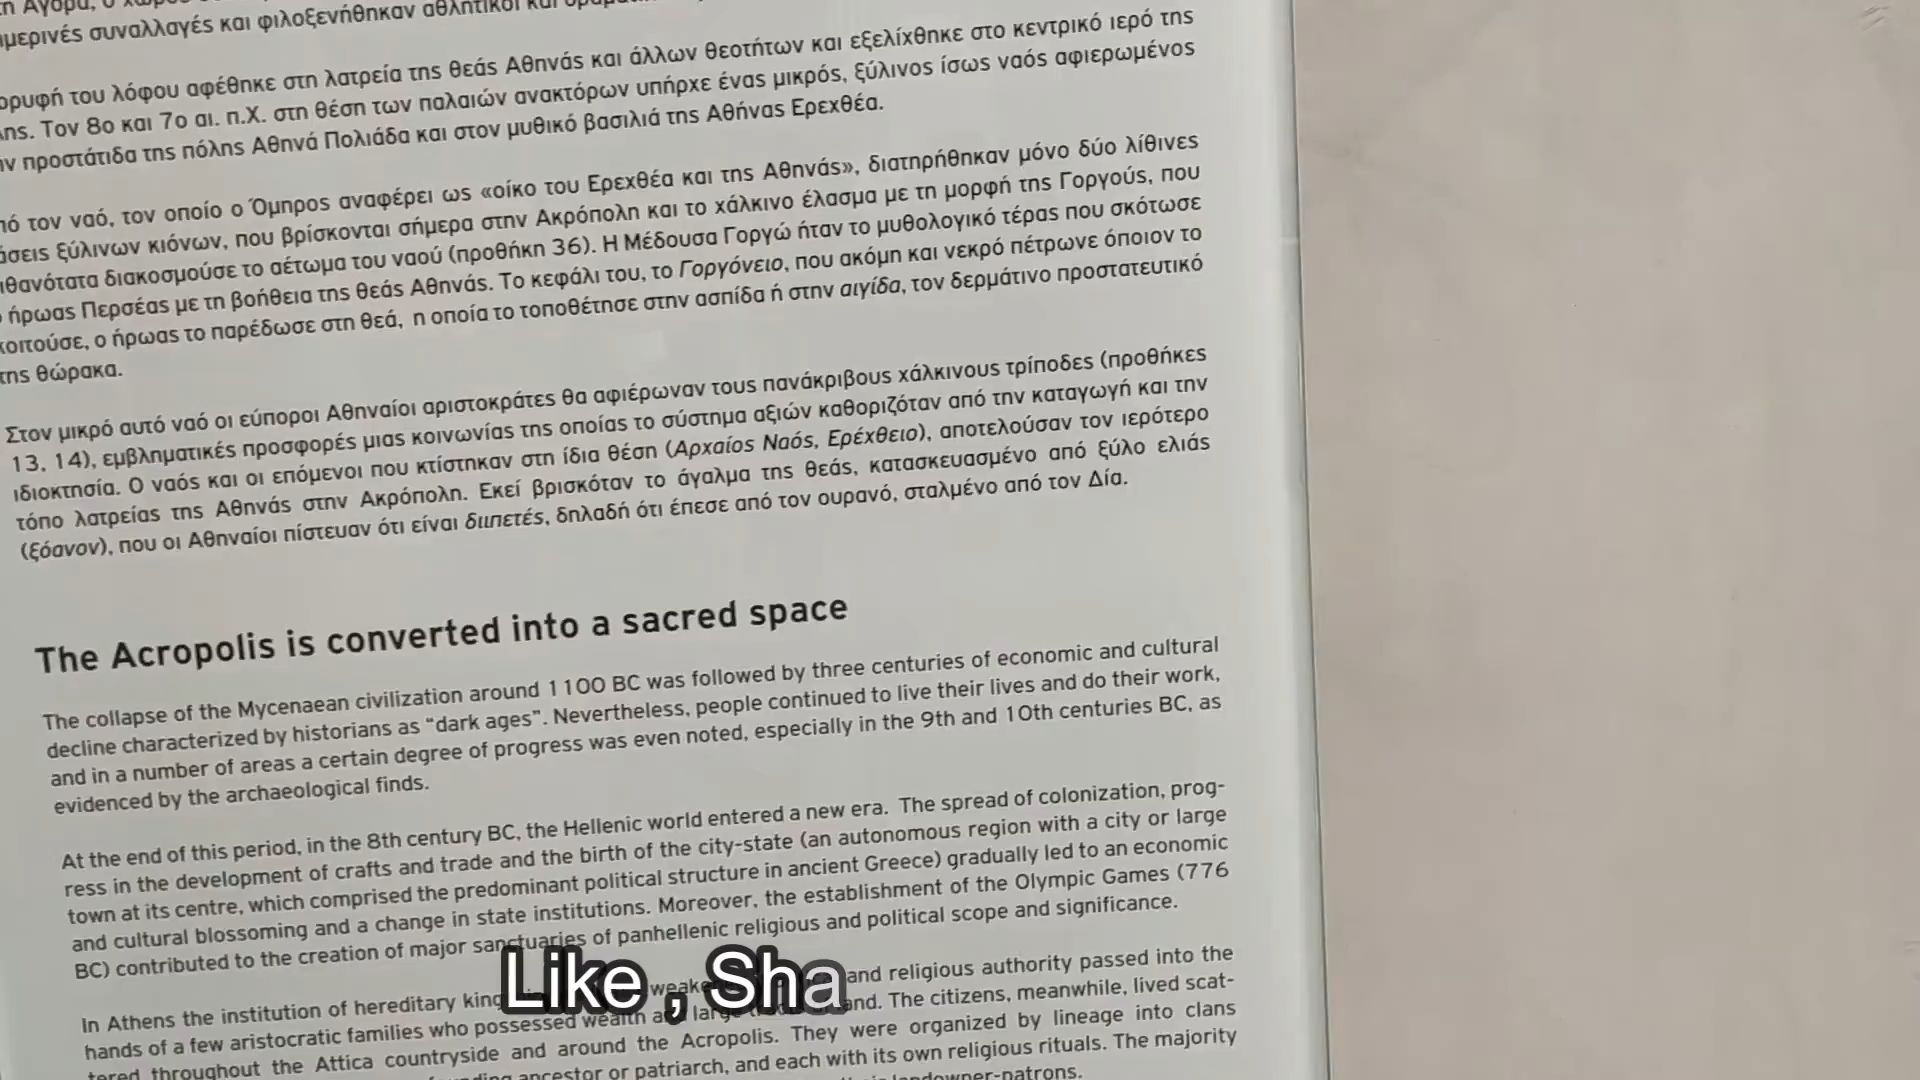 συναλλαγές και φιλοξενήθηκαν αθλητικοί και
του λόφου αφέθηκε στη λατρεία της θεάς Αθηνάς και άλλων θεοτήτων και εξελίχθηκε στο κεντρικό ιερό της
Τον 8ο και 7ο αι. π.Χ. στη θέση των παλαιών ανακτόρων υπήρχε ένας μικρός, ξύλινος ίσως ναός αφιερωμένος
προστάτιδα της πόλης Αθηνά Πολιάδα και στον μυθικό βασιλιά της Αθήνας Ερεχθέα.
τον ναό, τον οποίο ο Όμηρος αναφέρει ως «οίκο του Ερεχθέα και της Αθηνάς», διατηρήθηκαν μόνο δύο λίθινες
ξύλινων κιόνων, που βρίσκονται σήμερα στην Ακρόπολη και το χάλκινο έλασμα με τη μορφή της Γοργούς, που
διακοσμούσε το αέτωμα του ναού (προθήκη 36). Η Μέδουσα Γοργώ ήταν το μυθολογικό τέρας που σκότωσε
ήρωας Περσέας με τη βοήθεια της θεάς Αθηνάς. Το κεφάλι του, το Γοργόνειο, που ακόμη και νεκρό πέτρωνε όποιον το
κοιτούσε, ο ήρωας το παρέδωσε στη θεά, η οποία το τοποθέτησε στην ασπίδα ή στην αιγίδα, τον δερμάτινο προστατευτικό
της θώρακα.
Στον μικρό αυτό ναό οι εύποροι Αθηναίοι αριστοκράτες θα αφιέρωναν τους πανάκριβους χάλκινους τρίποδες (προθήκες
13, 14), εμβληματικές προσφορές μιας κοινωνίας της οποίας το σύστημα αξιών καθοριζόταν από την καταγωγή και την
ιδιοκτησία. Ο ναός και οι επόμενοι που κτίστηκαν στη ίδια θέση (Αρχαίος Ναός, Ερέχθειο), αποτελούσαν τον ιερότερο
τόπο λατρείας της Αθηνάς στην Ακρόπολη. Εκεί βρισκόταν το άγαλμα της θεάς, κατασκευασμένο από ξύλο ελιάς
(ξόανον), που οι Αθηναίοι πίστευαν ότι είναι διιπετές, δηλαδή ότι έπεσε από τον ουρανό, σταλμένο από τον Δία.
The Acropolis is converted into a sacred space
The collapse of the Mycenaean civilization around 1100 BC was followed by three centuries of economic and cultural
decline characterized by historians as “dark ages”. Nevertheless, people continued to live their lives and do their work,
and in a number of areas a certain degree of progress was even noted, especially in the 9th and 10th centuries BC, as
evidenced by the archaeological finds.
At the end of this period, in the 8th century BC, the Hellenic world entered a new era. The spread of colonization, prog-
ress in the development of crafts and trade and the birth of the city-state (an autonomous region with a city or large
town at its centre, which comprised the predominant political structure in ancient Greece) gradually led to an economic
and cultural blossoming and a change in state institutions. Moreover, the establishment of the Olympic Games (776
BC) contributed to the creation of major sanctuaries of panhellenic religious and political scope and significance.
In Athens the institution of hereditary and religious authority passed into the
hands of a few aristocratic families who possessed wealth and large The citizens, meanwhile, lived scat-
tered throughout the Attica countryside and around the Acropolis. They were organized by lineage into clans
ancestor or patriarch, and each with its own religious rituals. The majority
landowner-patrons.
Like , Sha